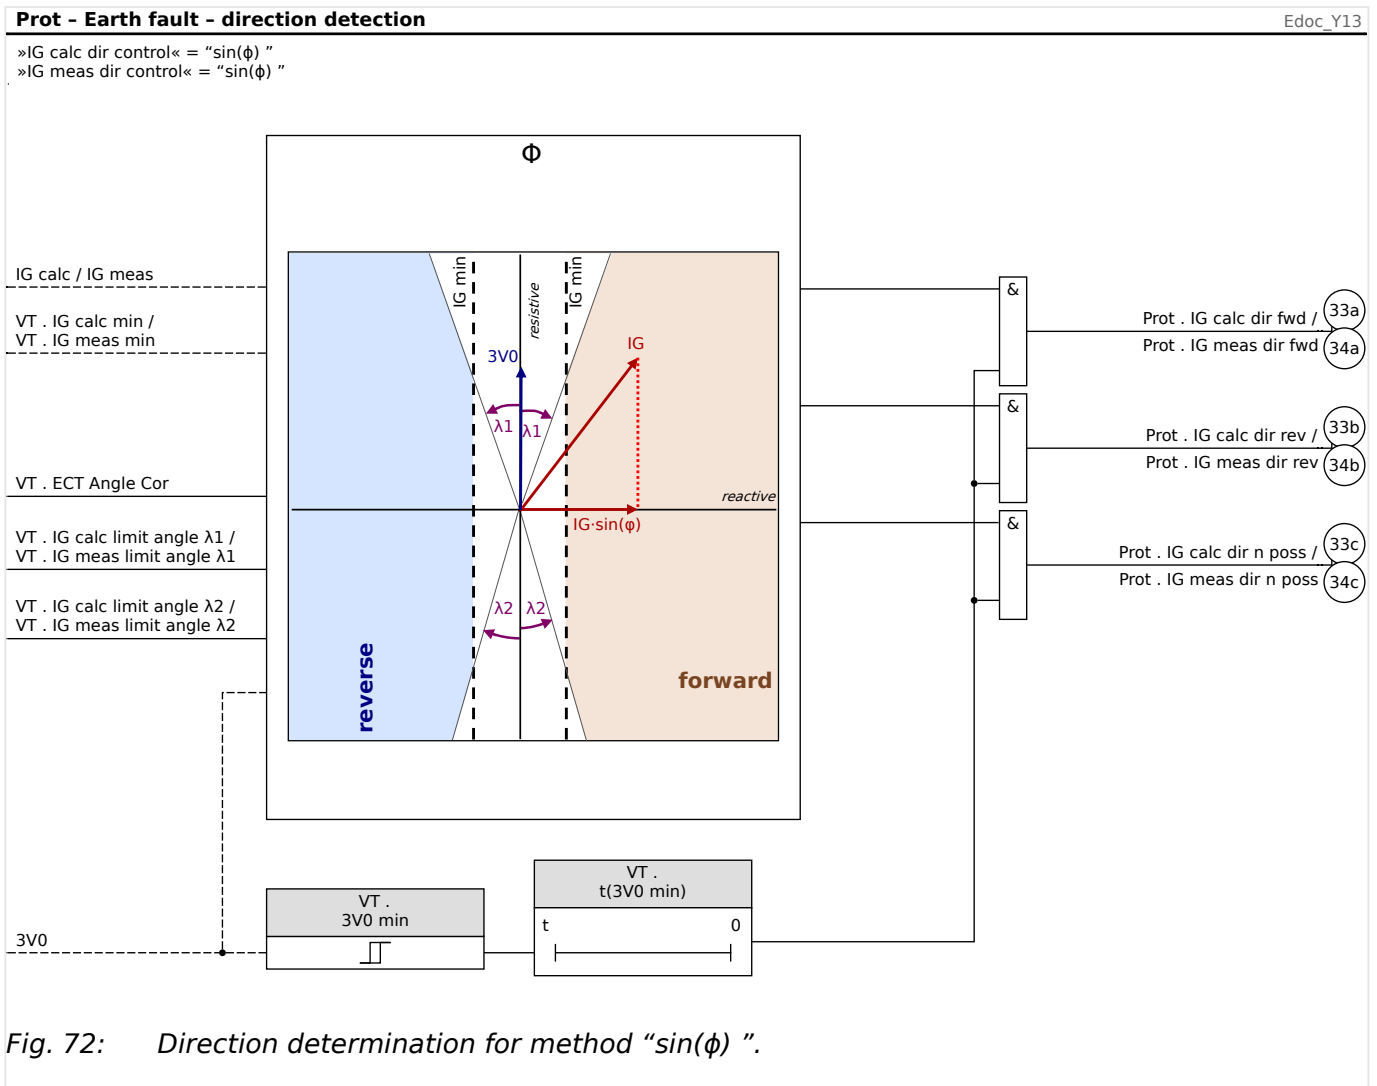 Prot – Earth fault – direction detection
Edoc_Y13
»IG calc dir control« = “sin(ϕ) ”
»IG meas dir control« = “sin(ϕ) ”
Φ
IG calc / IG meas
VT . IG calc min /
VT . IG meas min
VT . ECT Angle Cor
VT . IG calc limit angle λ1 /
VT . IG meas limit angle λ1
VT . IG calc limit angle λ2 /
VT . IG meas limit angle λ2
3V0
IG min
resistive
IG min
3V0
IG
λ1
λ1
reactive
IG·sin(φ)
λ2
λ2
reverse
forward
&
Prot . IG calc dir fwd /
33a
Prot . IG meas dir fwd
34a
&
Prot . IG calc dir rev /
33b
Prot . IG meas dir rev
34b
&
Prot . IG calc dir n poss /
33c
Prot . IG meas dir n poss
34c
VT .
3V0 min
VT .
t(3V0 min)
t
0
Fig. 72: Direction determination for method “sin(ϕ) ”.